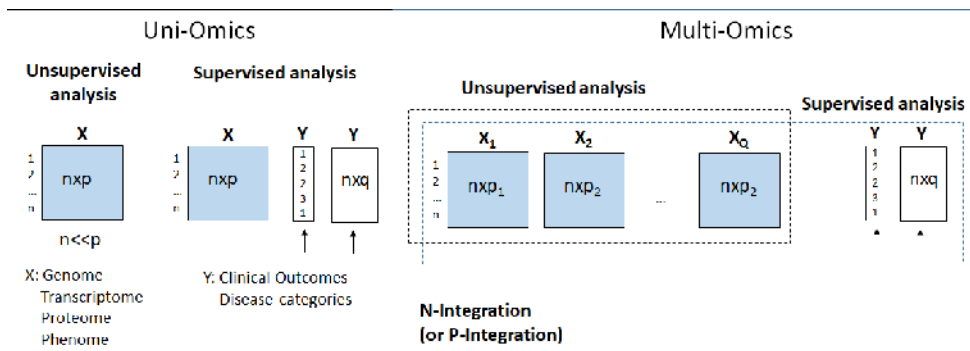 Uni-Omics
Unsupervised
analysis
X
1
2
...
n
nxp
n<<p
X: Genome
Transcriptome
Proteome
Phenome
Supervised analysis
X
Y
Y
1
2
...
n
nxp
1
2
2
3
1
nxq
Y: Clinical Outcomes
Disease categories
Multi-Omics
Unsupervised analysis
X₁
X₂
X_Q
1
2
...
n
nxp₁
nxp₂
...
nxp₂
Supervised analysis
Y
Y
1
2
2
3
1
nxq
N-Integration
(or P-Integration)